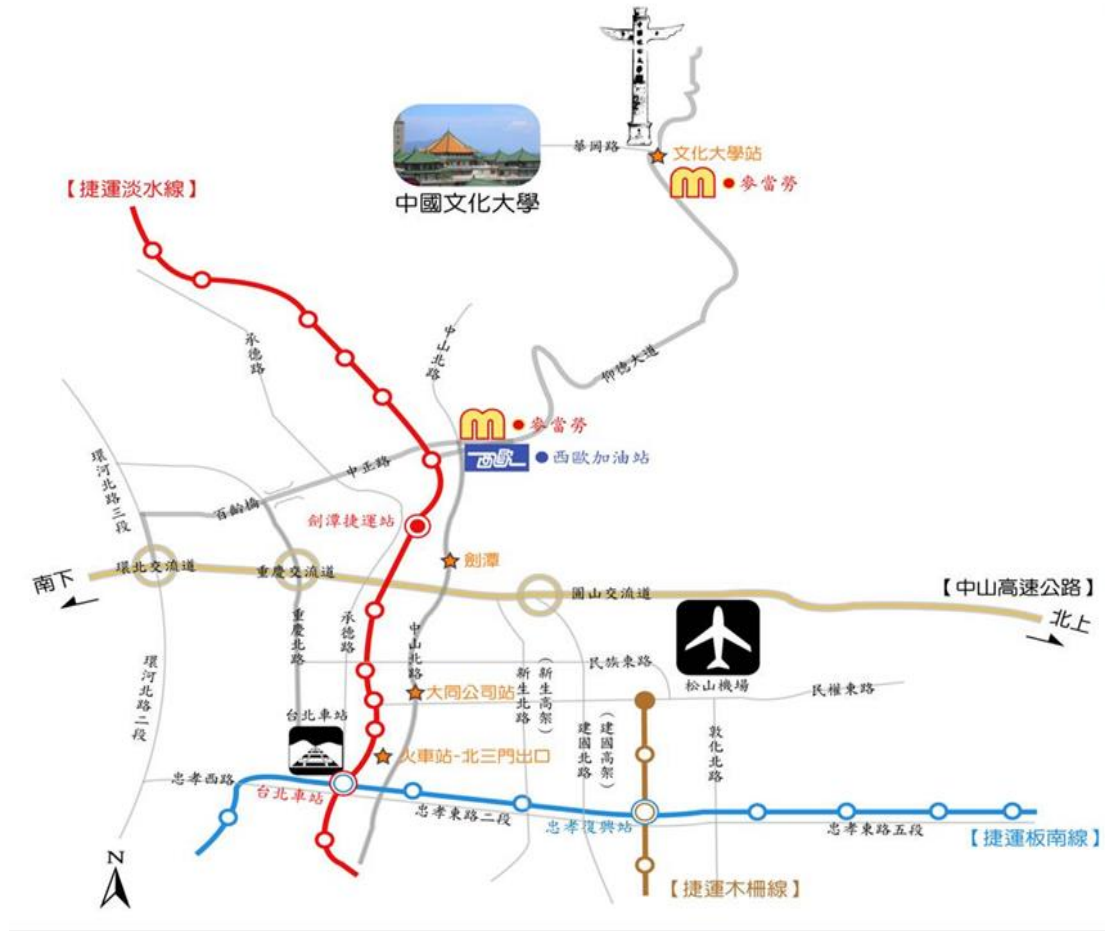 中國文化大學
華岡路
文化大學站
麥當勞
中國文化大學
【捷運淡水線】
承德路
中山北路
仰德大道
麥當勞
西歐
西歐加油站
中正路
環河北路三段
百齡橋
劍潭捷運站
劍潭
環北交流道
重慶交流道
圓山交流道
【中山高速公路】
南下
北上
重慶北路
承德路
中山北路
民族東路
松山機場
環河北路二段
大同公司站
新生北路
(新生高架)
民權東路
台北車站
建國北路
(建國高架)
敦化北路
火車站-北三門出口
忠孝西路
台北車站
忠孝東路二段
忠孝復興站
忠孝東路五段
【捷運板南線】
N
【捷運木柵線】